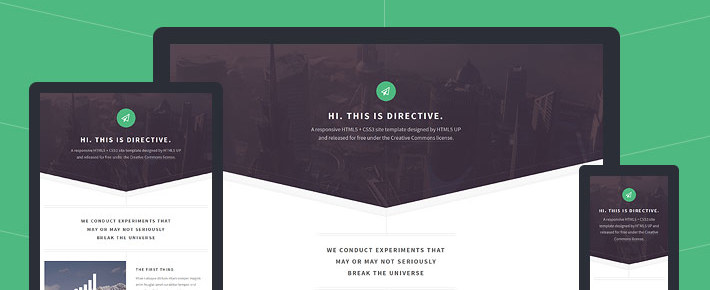 HI. THIS IS DIRECTIVE.
A responsive HTML5 + CSS3 site template designed by HTML5 UP
and released for free under the Creative Commons license.
WE CONDUCT EXPERIMENTS THAT
MAY OR MAY NOT SERIOUSLY
BREAK THE UNIVERSE
HI. THIS IS DIRECTIVE.
A responsive HTML5 + CSS3 site template designed by HTML5 UP
and released for free under the Creative Commons license.
WE CONDUCT EXPERIMENTS THAT
MAY OR MAY NOT SERIOUSLY
BREAK THE UNIVERSE
THE FIRST THING
HI. THIS IS DIRECTIVE.
A responsive HTML5 + CSS3 site
template designed by HTML5 UP and
released for free under the Creative
Commons license.